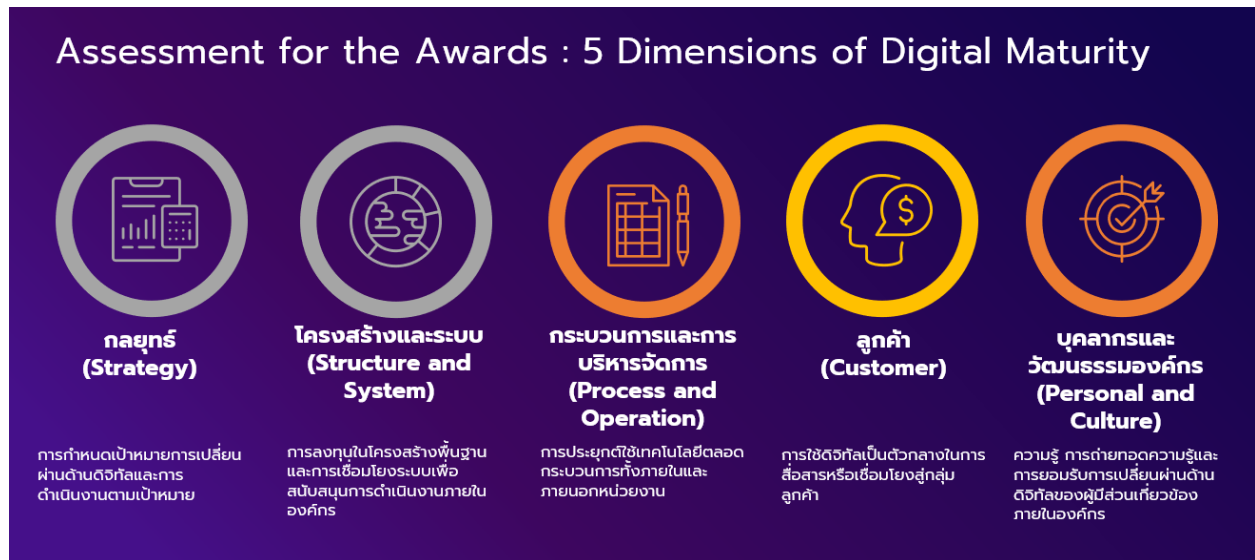 Assessment for the Awards : 5 Dimensions of Digital Maturity
$
กลยุทธ์
(Strategy)
การกำหนดเป้าหมายการเปลี่ยน
ผ่านด้านดิจิทัลและการ
ดำเนินงานตามเป้าหมาย
โครงสร้างและระบบ
(Structure and
System)
การลงทุนในโครงสร้างพื้นฐาน
และการเชื่อมโยงระบบเพื่อ
สนับสนุนการดำเนินงานภายใน
องค์กร
กระบวนการและการ
บริหารจัดการ
(Process and
Operation)
การประยุกต์ใช้เทคโนโลยีตลอด
กระบวนการทั้งภายในและ
ภายนอกหน่วยงาน
ลูกค้า
(Customer)
การใช้ดิจิทัลเป็นตัวกลางในการ
สื่อสารหรือเชื่อมโยงสู่กลุ่ม
ลูกค้า
บุคลากรและ
วัฒนธรรมองค์กร
(Personal and
Culture)
ความรู้ การถ่ายทอดความรู้และ
การยอมรับการเปลี่ยนผ่านด้าน
ดิจิทัลของผู้มีส่วนเกี่ยวข้อง
ภายในองค์กร